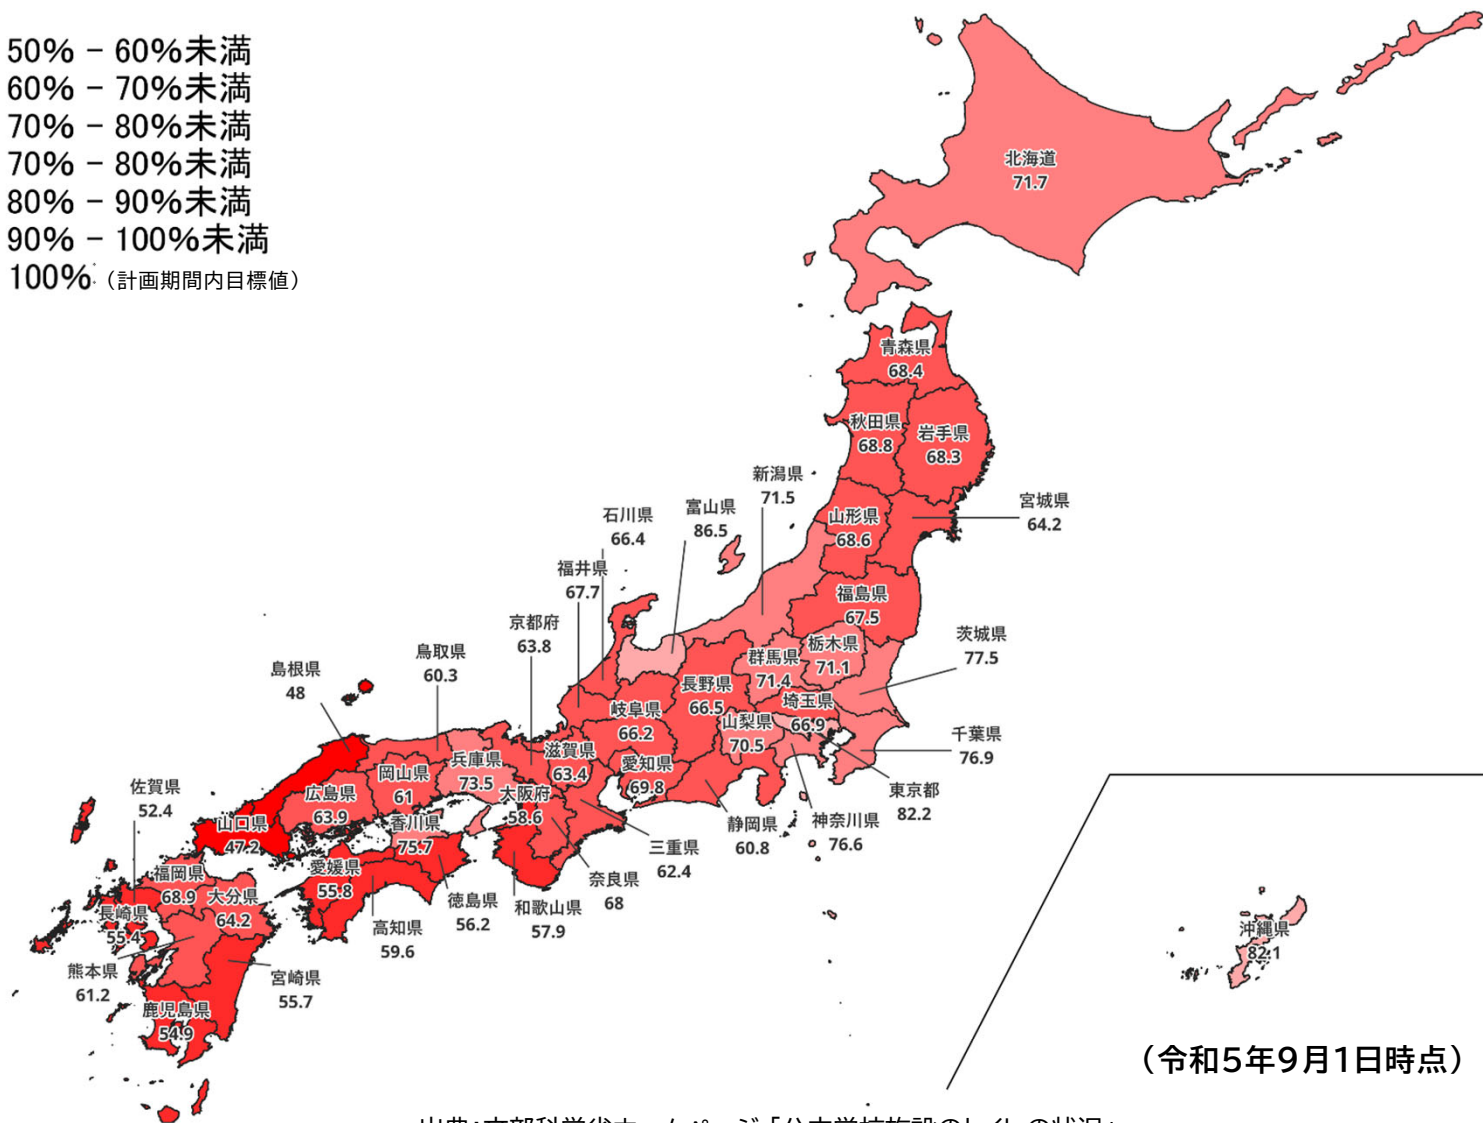 50% - 60%未満
60% - 70%未満
70% - 80%未満
70% - 80%未満
80% - 90%未満
90% - 100%未満
100% (計画期間内目標値)
北海道
71.7
青森県
68.4
秋田県
68.8
岩手県
68.3
新潟県
71.5
富山県
86.5
石川県
66.4
山形県
68.6
宮城県
64.2
福井県
67.7
福島県
67.5
京都府
63.8
茨城県
77.5
栃木県
71.1
群馬県
71.4
鳥取県
60.3
島根県
48
長野県
66.5
埼玉県
66.9
岐阜県
66.2
山梨県
70.5
千葉県
76.9
滋賀県
63.4
兵庫県
73.5
愛知県
69.8
岡山県
61
佐賀県
52.4
広島県
63.9
大阪府
58.6
東京都
82.2
山口県
47.2
香川県
75.7
静岡県
60.8
神奈川県
76.6
三重県
62.4
愛媛県
55.8
福岡県
68.9
奈良県
68
大分県
64.2
徳島県
56.2
和歌山県
57.9
長崎県
55.4
高知県
59.6
沖縄県
82.1
熊本県
61.2
宮崎県
55.7
鹿児島県
54.9
(令和5年9月1日時点)